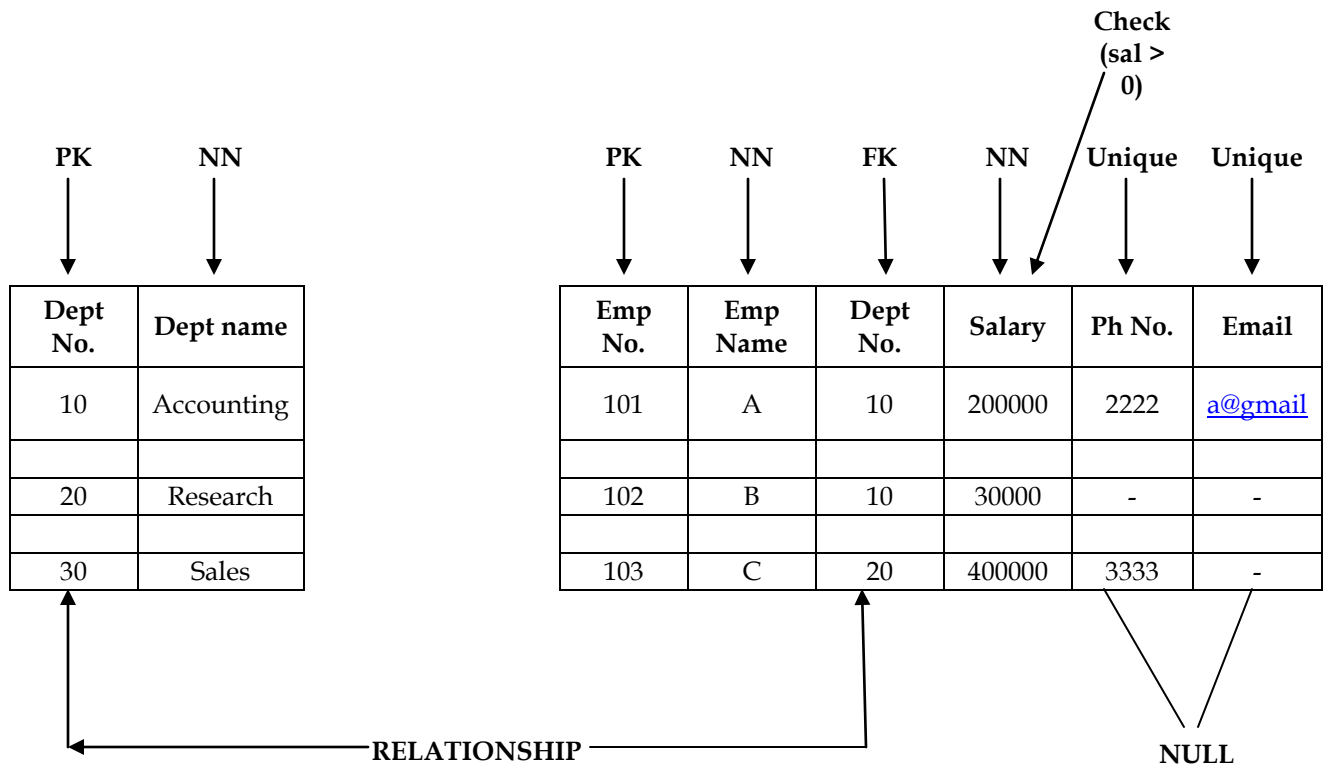 Check
(sal >
0)
PK NN PK NN FK NN Unique Unique
Dept
No. Dept name Emp
No. Emp
Name Dept
No. Salary Ph No. Email
10 Accounting 101 A 10 200000 2222 a@gmail
20 Research 102 B 10 30000 - -
30 Sales 103 C 20 400000 3333 -
RELATIONSHIP NULL